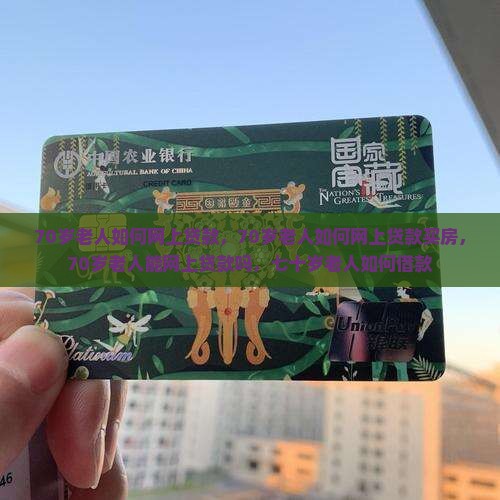 中国农业银行
AGRICULTURAL BANK OF CHINA
CREDIT CARD
国家宝藏
NATION'S
GREATEST TREASURES
70岁老人如何网上贷款，70岁老人如何网上贷款买房，
70岁老人能网上贷款吗、七十岁老人如何借款
UnionPay
银联
Platinum
46